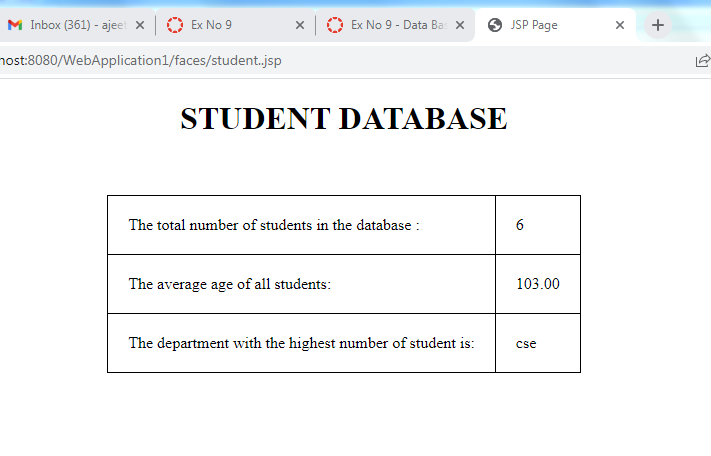 Inbox (361) - ajee
Ex No 9
Ex No 9 - Data Ba
JSP Page
host:8080/WebApplication1/faces/student..jsp
STUDENT DATABASE
The total number of students in the database : 6
The average age of all students: 103.00
The department with the highest number of student is: cse